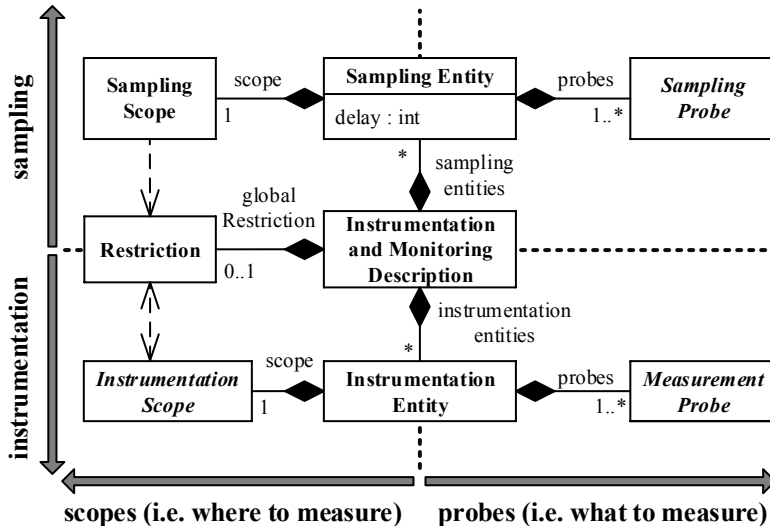 sampling
Sampling
Scope
scope
1
Sampling Entity
delay : int
probes
1..*
Sampling
Probe
*
sampling
entities
global
Restriction
Restriction
0..1
Instrumentation
and Monitoring
Description
instrumentation
instrumentation
entities
*
Instrumentation
Scope
scope
1
Instrumentation
Entity
probes
1..*
Measurement
Probe
scopes (i.e. where to measure)
probes (i.e. what to measure)